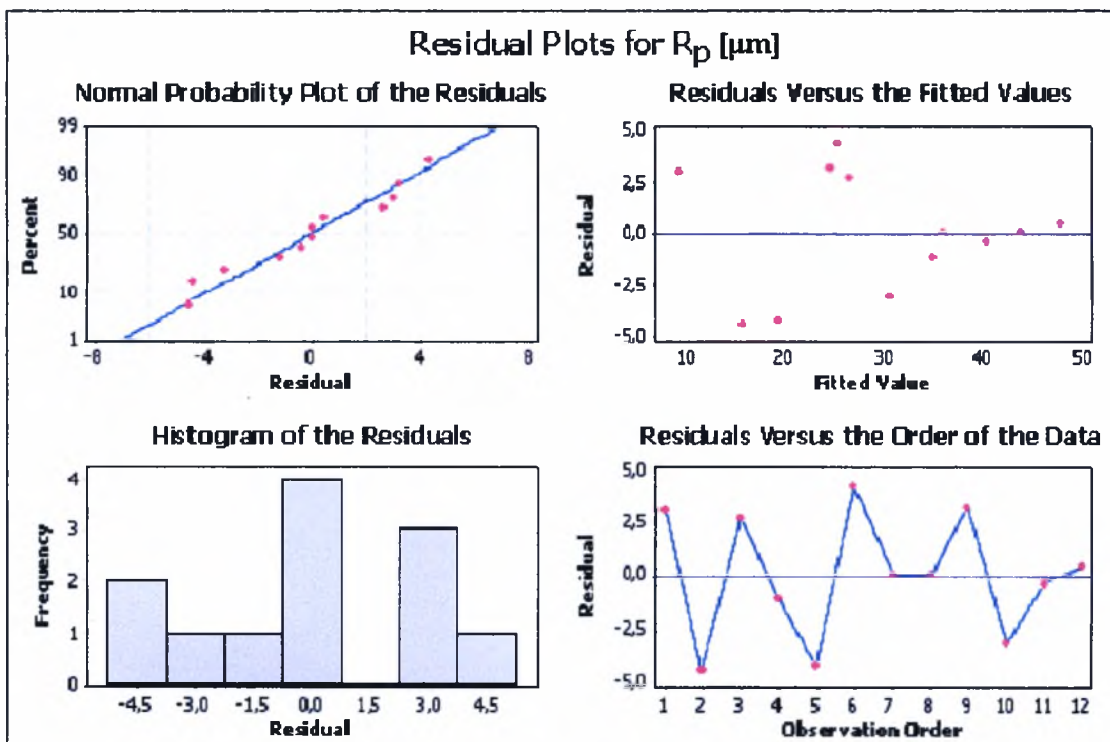 Residual Plots for Rp [μm]
Normal Probability Plot of the Residuals
Percent
99
90
50
10
1
-8 -4 0 4 8
Residual
Residuals Versus the Fitted Values
Residual
5,0
2,5
0,0
-2,5
-5,0
10 20 30 40 50
Fitted Value
Histogram of the Residuals
Frequency
4
3
2
1
0
-4,5 -3,0 -1,5 0,0 1,5 3,0 4,5
Residual
Residuals Versus the Order of the Data
Residual
5,0
2,5
0,0
-2,5
-5,0
1 2 3 4 5 6 7 8 9 10 11 12
Observation Order